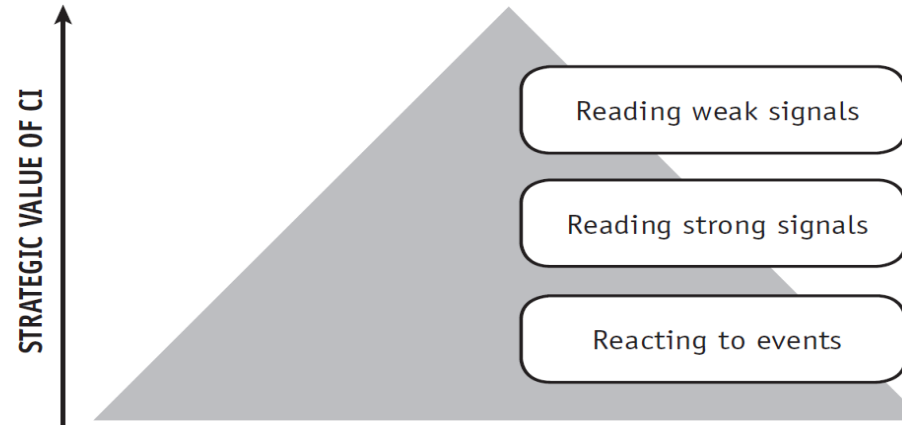 STRATEGIC VALUE OF CI
Reading weak signals
Reading strong signals
Reacting to events